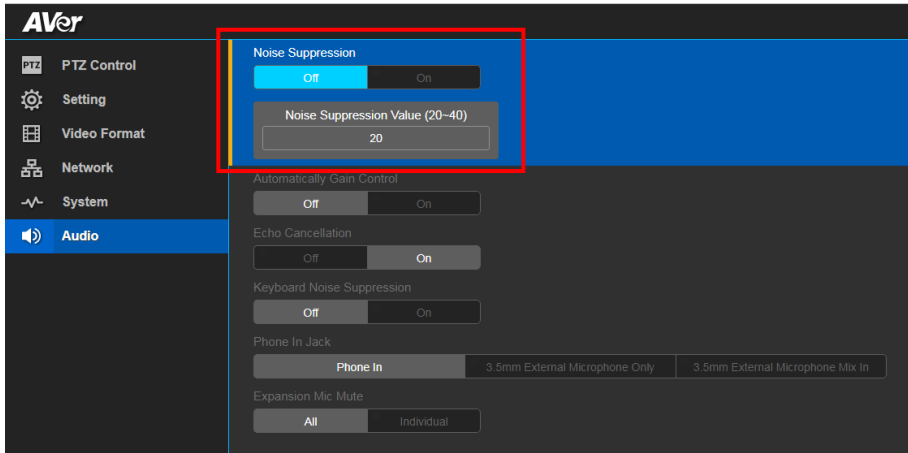 AVer
PTZ PTZ Control
Setting
Video Format
Network
System
Audio
Noise Suppression
Off On
Noise Suppression Value (20~40)
20
Automatically Gain Control
Off On
Echo Cancellation
Off On
Keyboard Noise Suppression
Off On
Phone In Jack
Phone In 3.5mm External Microphone Only 3.5mm External Microphone Mix In
Expansion Mic Mute
All Individual